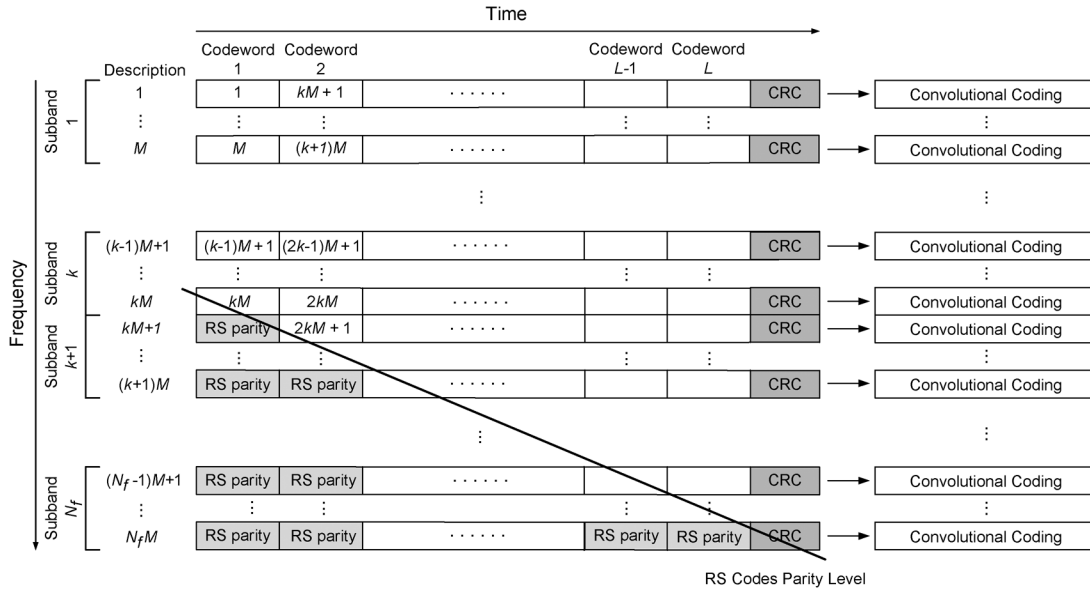 Time
Codeword 1 Codeword 2 Codeword L-1 Codeword L
Description
Frequency
Subband 1
1 1 kM + 1 · · · · · · CRC Convolutional Coding
⋮ ⋮ ⋮ ⋮ ⋮ ⋮
M M (k+1)M · · · · · · CRC Convolutional Coding
⋮ ⋮
Subband k
(k-1)M+1 (k-1)M + 1 (2k-1)M + 1 · · · · · · CRC Convolutional Coding
⋮ ⋮ ⋮ ⋮ ⋮ ⋮
kM kM 2kM CRC Convolutional Coding
Subband k+1
kM+1 RS parity 2kM + 1 CRC Convolutional Coding
⋮ ⋮ ⋮ ⋮ ⋮ ⋮
(k+1)M RS parity RS parity · · · · · · CRC Convolutional Coding
⋮ ⋮
Subband Nf
(Nf -1)M+1 RS parity RS parity · · · · · · CRC Convolutional Coding
⋮ ⋮ ⋮ ⋮ ⋮ ⋮
NfM RS parity RS parity · · · · · · RS parity RS parity CRC Convolutional Coding
RS Codes Parity Level